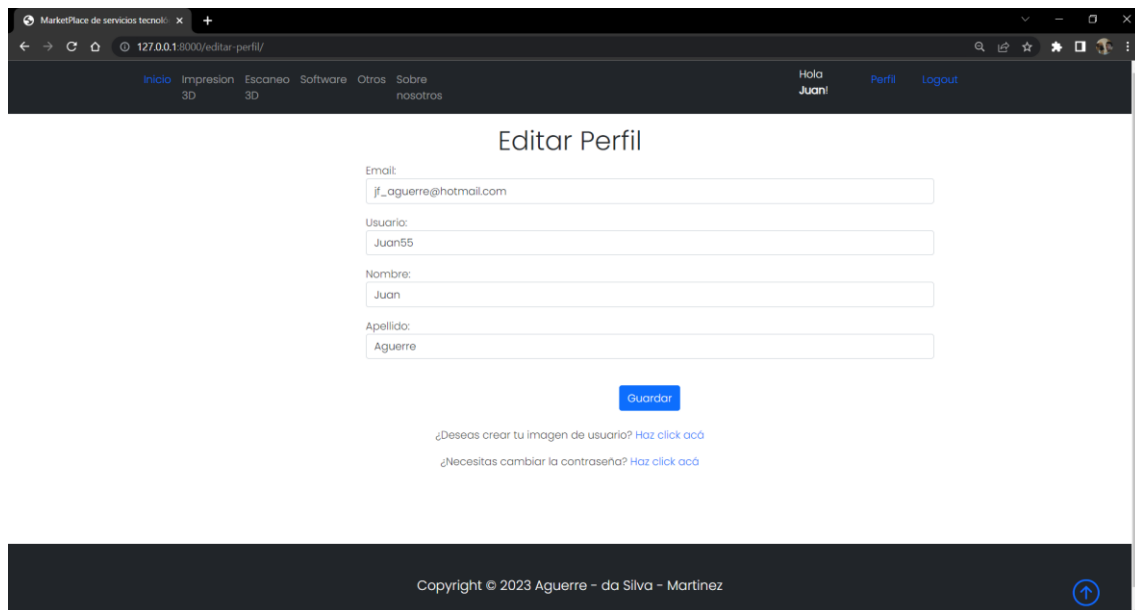 MarketPlace de servicios tecnoló
127.0.0.1:8000/editar-perfil/
Inicio Impresion 3D Escaneo 3D Software Otros Sobre nosotros
Hola Juan!
Perfil Logout
Editar Perfil
Email:
jf_aguerre@hotmail.com
Usuario:
Juan55
Nombre:
Juan
Apellido:
Aguerre
Guardar
¿Deseas crear tu imagen de usuario? Haz click acá
¿Necesitas cambiar la contraseña? Haz click acá
Copyright © 2023 Aguerre - da Silva - Martinez